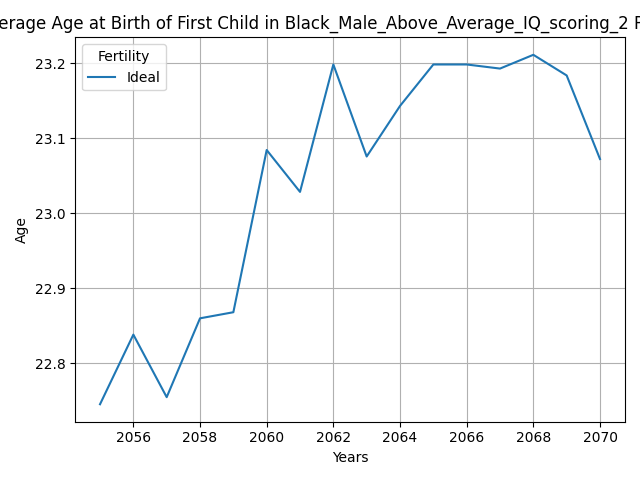 erage Age at Birth of First Child in Black_Male_Above_Average_IQ_scoring_2
Fertility
Ideal
23.2
23.1
23.0
22.9
22.8
Age
2056 2058 2060 2062 2064 2066 2068 2070
Years